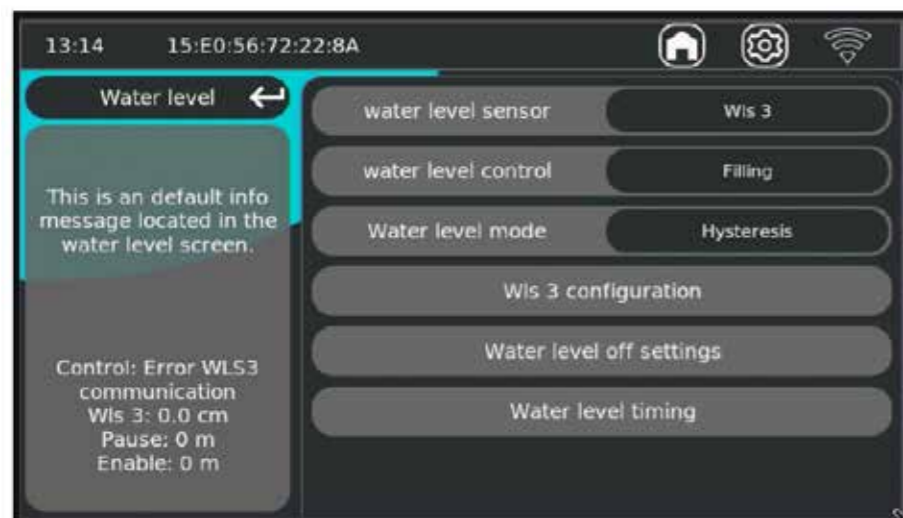 13:14 15:E0:56:72:22:8A
Water level
This is an default info
message located in the
water level screen.
Control: Error WLS3
communication
Wls 3: 0.0 cm
Pause: 0 m
Enable: 0 m
water level sensor Wls 3
water level control Filling
Water level mode Hysteresis
Wls 3 configuration
Water level off settings
Water level timing